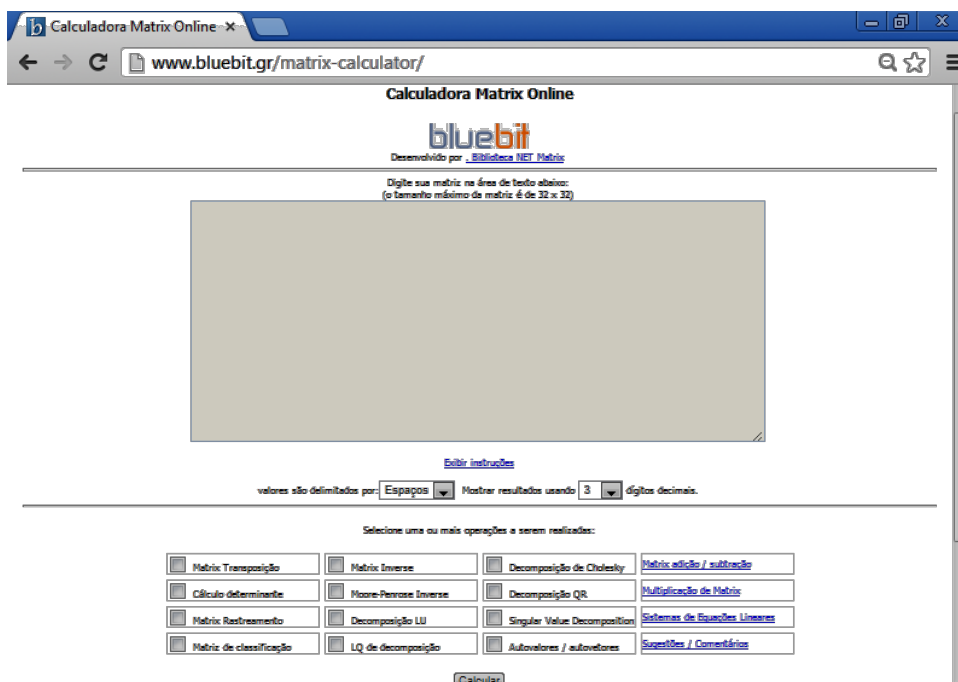 Calculadora Matrix Online
www.bluebit.gr/matrix-calculator/
Calculadora Matrix Online
bluebit
Desenvolvido por . Biblioteca NET Matrix
Digite sua matriz na área de texto abaixo:
(o tamanho máximo da matriz é de 32 x 32)
Exibir instruções
valores são delimitados por: Espaços Mostrar resultados usando 3 dígitos decimais.
Selecione uma ou mais operações a serem realizadas:
Matrix Transposição Matrix Inverse Decomposição de Cholesky Matrix adição / subtração
Cálculo determinante Moore-Penrose Inverse Decomposição QR Multiplicação de Matrix
Matrix Rastreamento Decomposição LU Singular Value Decomposition Sistemas de Equações Lineares
Matriz de classificação LQ de decomposição Autovalores / autovetores Sugestões / Comentários
Calcular